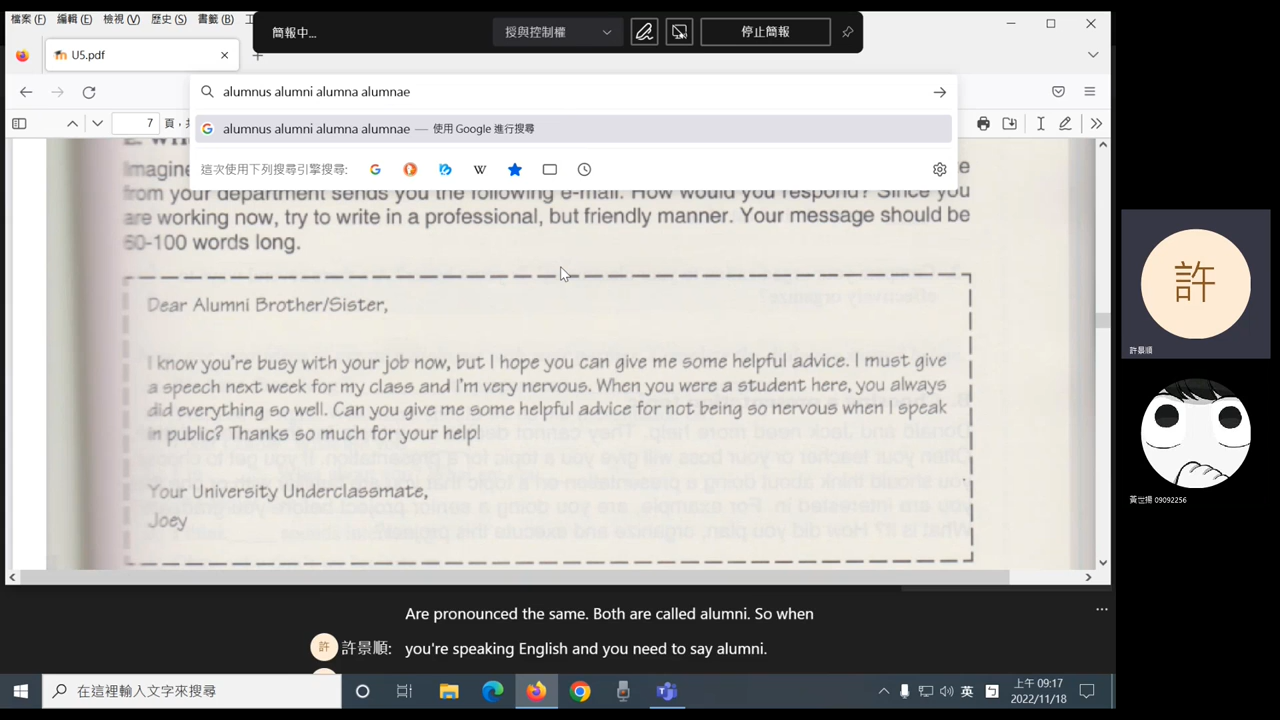 檔案 (F) 編輯 (E) 檢視 (V) 歷史 (S) 書籤 (B)
簡報中...
授與控制權
停止簡報
U5.pdf
alumnus alumni alumna alumnae
alumnus alumni alumna alumnae — 使用 Google 進行搜尋
7
頁，
這次使用下列搜尋引擎搜尋:
Imagine
from your department sends you the following e-mail. How would you respond? Since you
are working now, try to write in a professional, but friendly manner. Your message should be
60-100 words long.
Dear Alumni Brother/Sister,
I know you're busy with your job now, but I hope you can give me some helpful advice. I must give
a speech next week for my class and I'm very nervous. When you were a student here, you always
did everything so well. Can you give me some helpful advice for not being so nervous when I speak
in public? Thanks so much for your help!
Your University Underclassmate,
Joey
許
許景順
黃世揚 09092256
Are pronounced the same. Both are called alumni. So when
許 許景順: you're speaking English and you need to say alumni.
在這裡輸入文字來搜尋
英
上午 09:17
2022/11/18